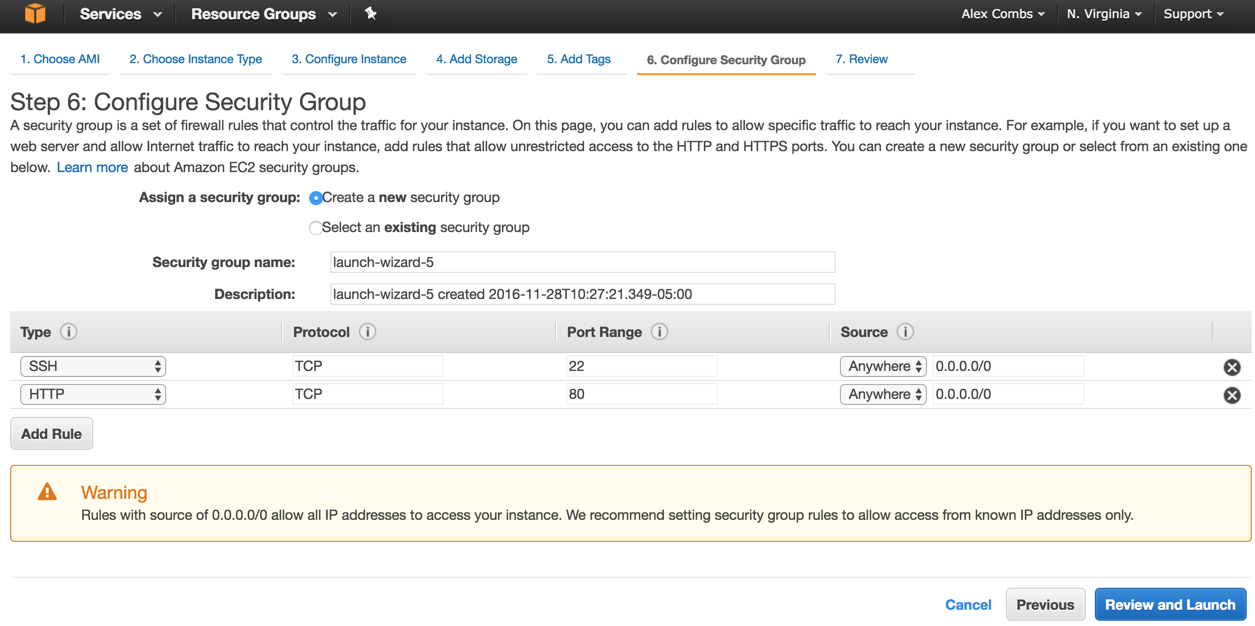 Services Resource Groups Alex Combs N. Virginia Support
1. Choose AMI 2. Choose Instance Type 3. Configure Instance 4. Add Storage 5. Add Tags 6. Configure Security Group 7. Review
Step 6: Configure Security Group
A security group is a set of firewall rules that control the traffic for your instance. On this page, you can add rules to allow specific traffic to reach your instance. For example, if you want to set up a
web server and allow Internet traffic to reach your instance, add rules that allow unrestricted access to the HTTP and HTTPS ports. You can create a new security group or select from an existing one
below. Learn more about Amazon EC2 security groups.
Assign a security group: Create a new security group
Select an existing security group
Security group name: launch-wizard-5
Description: launch-wizard-5 created 2016-11-28T10:27:21.349-05:00
Type i Protocol i Port Range i Source i
SSH TCP 22 Anywhere 0.0.0.0/0
HTTP TCP 80 Anywhere 0.0.0.0/0
Add Rule
Warning
Rules with source of 0.0.0.0/0 allow all IP addresses to access your instance. We recommend setting security group rules to allow access from known IP addresses only.
Cancel Previous Review and Launch